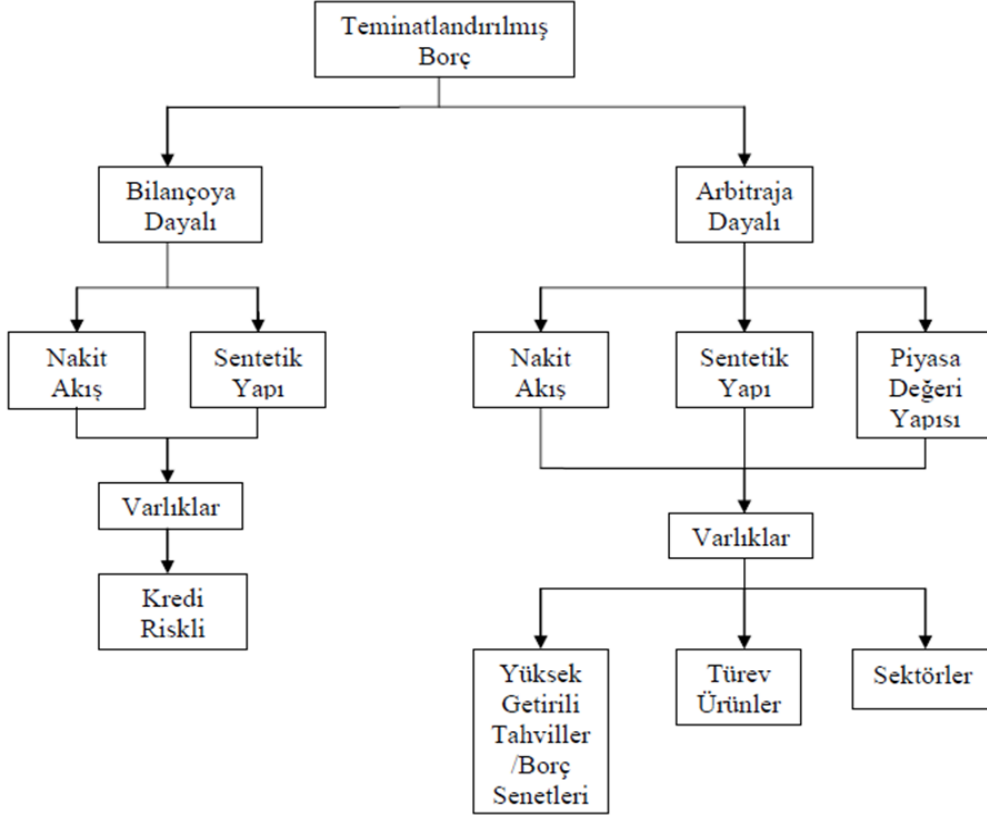 Teminatlandırılmış
Borç
Bilançoya
Dayalı
Arbitraja
Dayalı
Nakit
Akış
Sentetik
Yapı
Nakit
Akış
Sentetik
Yapı
Piyasa
Değeri
Yapısı
Varlıklar
Varlıklar
Kredi
Riskli
Yüksek
Getirili
Tahviller
/Borç
Senetleri
Türev
Ürünler
Sektörler